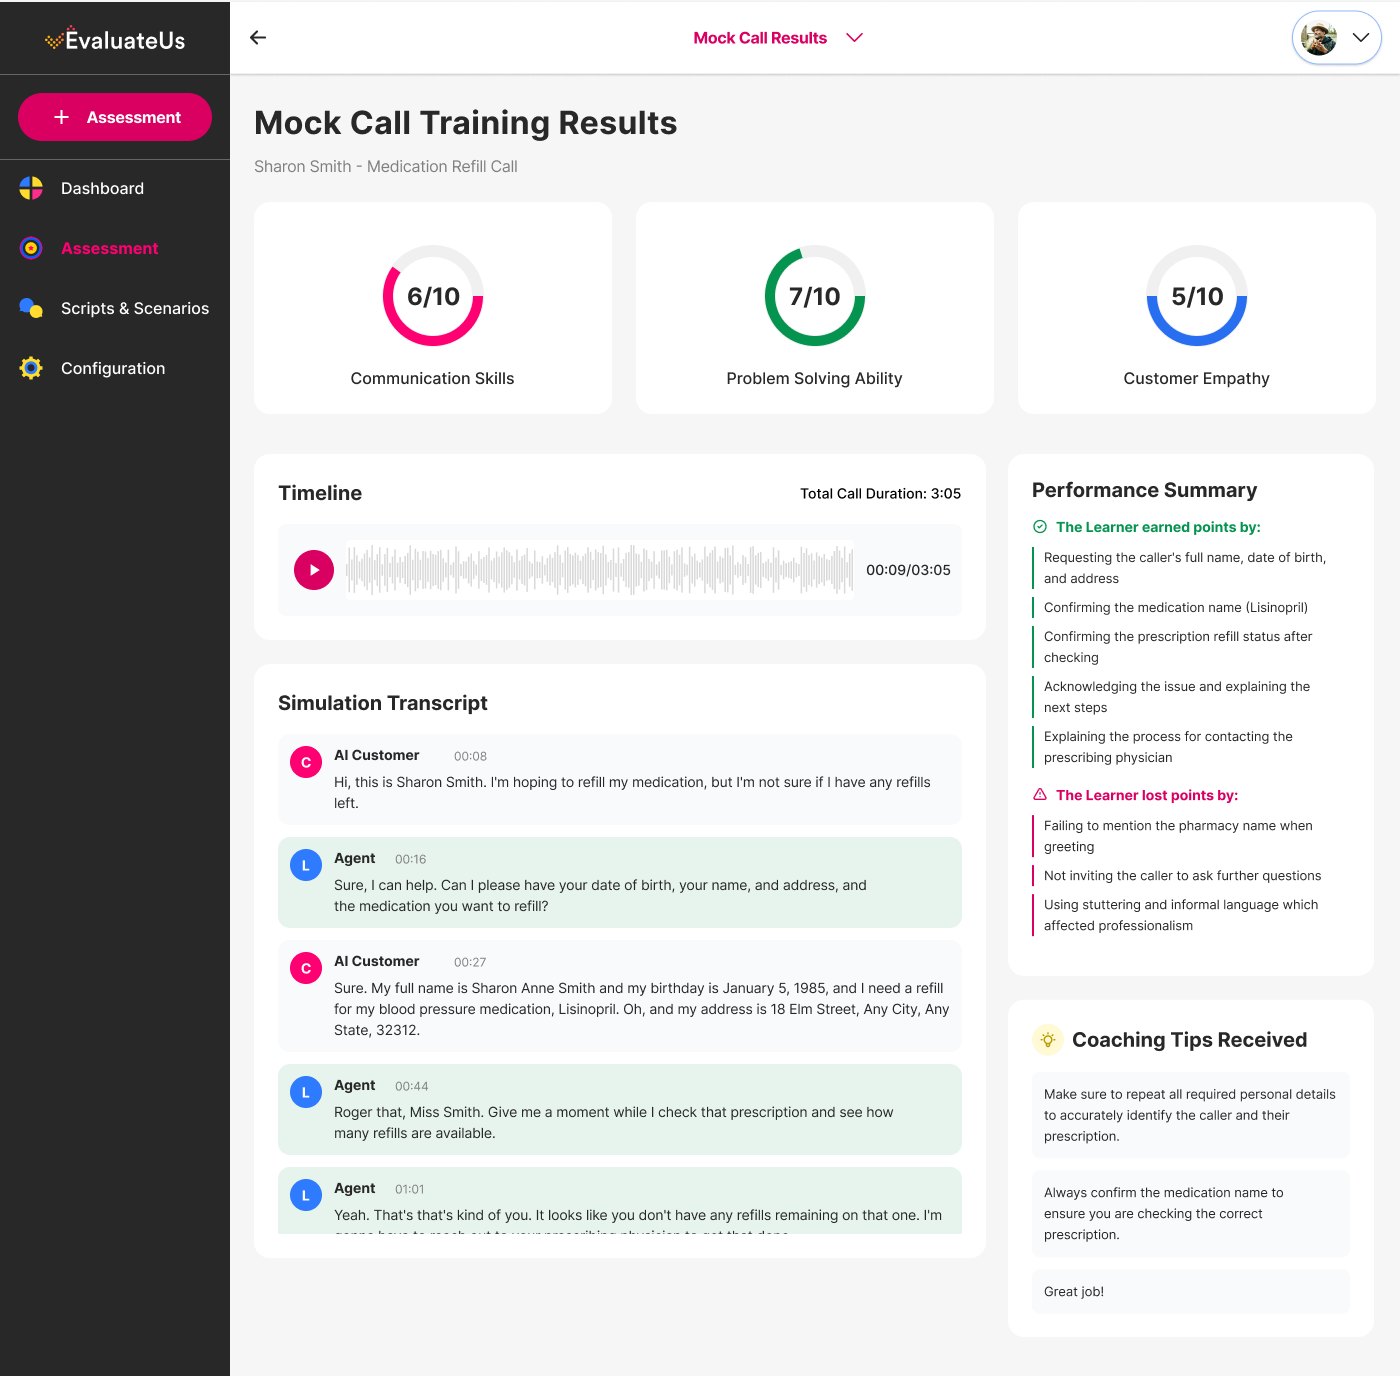 EvaluateUs
Mock Call Results
Assessment
Dashboard
Assessment
Scripts & Scenarios
Configuration
Mock Call Training Results
Sharon Smith - Medication Refill Call
6/10
Communication Skills
7/10
Problem Solving Ability
5/10
Customer Empathy
Timeline
Total Call Duration: 3:05
00:09/03:05
Simulation Transcript
C
AI Customer 00:08
Hi, this is Sharon Smith. I'm hoping to refill my medication, but I'm not sure if I have any refills
left.
L
Agent 00:16
Sure, I can help. Can I please have your date of birth, your name, and address, and
the medication you want to refill?
C
AI Customer 00:27
Sure. My full name is Sharon Anne Smith and my birthday is January 5, 1985, and I need a refill
for my blood pressure medication, Lisinopril. Oh, and my address is 18 Elm Street, Any City, Any
State, 32312.
L
Agent 00:44
Roger that, Miss Smith. Give me a moment while I check that prescription and see how
many refills are available.
L
Agent 01:01
Yeah. That's that's kind of you. It looks like you don't have any refills remaining on that one. I'm
gonna have to reach out to your prescribing physician to get that done.
Performance Summary
The Learner earned points by:
Requesting the caller's full name, date of birth,
and address
Confirming the medication name (Lisinopril)
Confirming the prescription refill status after
checking
Acknowledging the issue and explaining the
next steps
Explaining the process for contacting the
prescribing physician
The Learner lost points by:
Failing to mention the pharmacy name when
greeting
Not inviting the caller to ask further questions
Using stuttering and informal language which
affected professionalism
Coaching Tips Received
Make sure to repeat all required personal details
to accurately identify the caller and their
prescription.
Always confirm the medication name to
ensure you are checking the correct
prescription.
Great job!